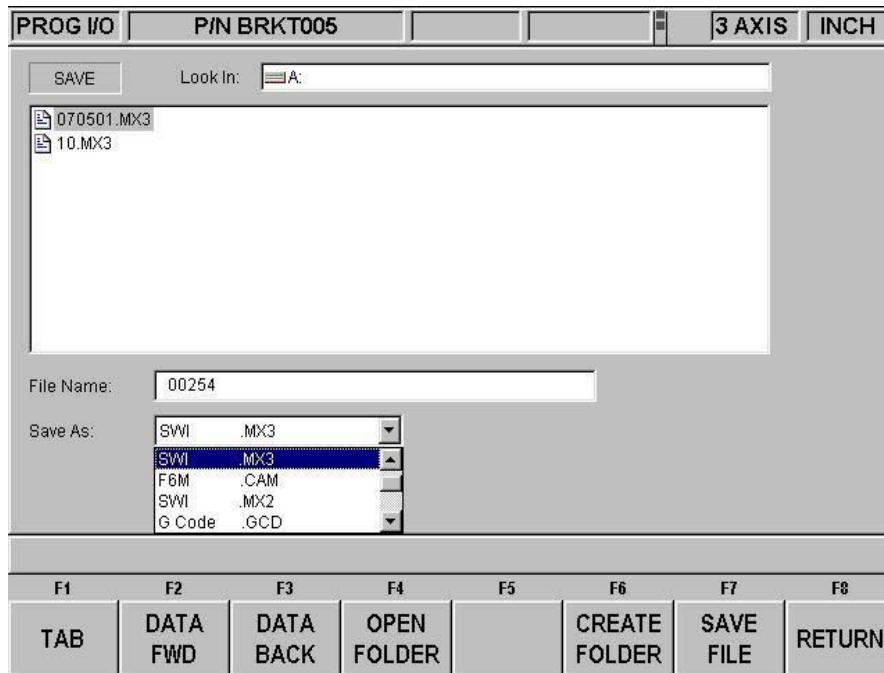 PROG I/O P/N BRKT005 3 AXIS INCH
SAVE Look In: A:
070501.MX3
10.MX3
File Name: 00254
Save As: SWI .MX3
SWI .MX3
F6M .CAM
SWI .MX2
G Code .GCD
F1 F2 F3 F4 F5 F6 F7 F8
TAB DATA FWD DATA BACK OPEN FOLDER CREATE FOLDER SAVE FILE RETURN